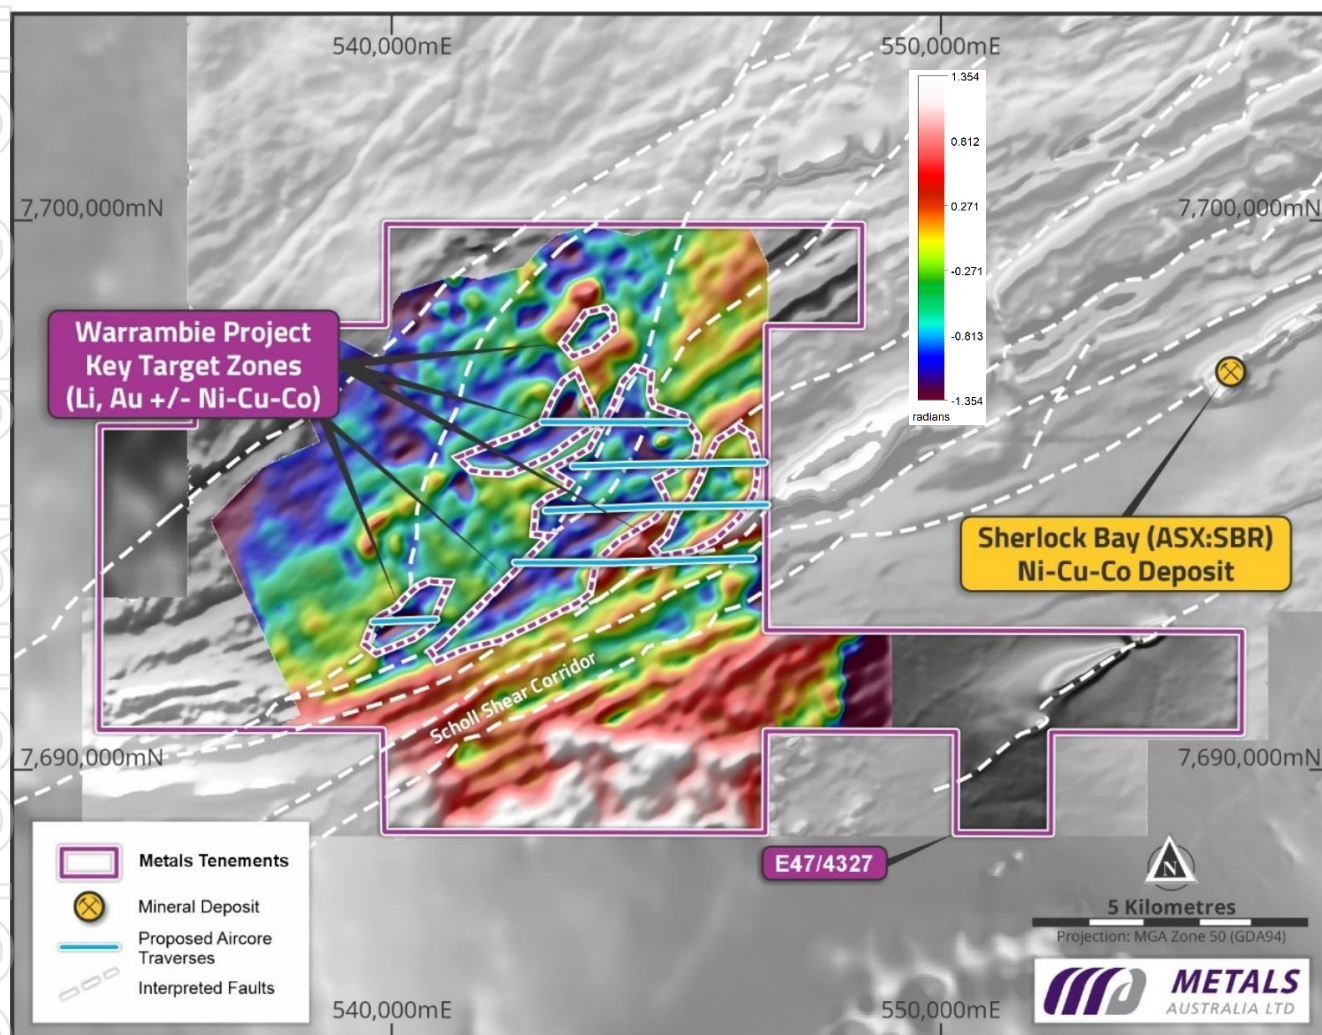 540,000mE
550,000mE
1.354
0.812
0.271
-0.271
-0.813
-1.354
radians
7,700,000mN
7,700,000mN
Warrambie Project
Key Target Zones
(Li, Au +/- Ni-Cu-Co)
Sherlock Bay (ASX:SBR)
Ni-Cu-Co Deposit
Scholl Shear Corridor
7,690,000mN
7,690,000mN
E47/4327
Metals Tenements
Mineral Deposit
Proposed Aircore
Traverses
Interpreted Faults
N
5 Kilometres
Projection: MGA Zone 50 (GDA94)
METALS
AUSTRALIA LTD
540,000mE
550,000mE